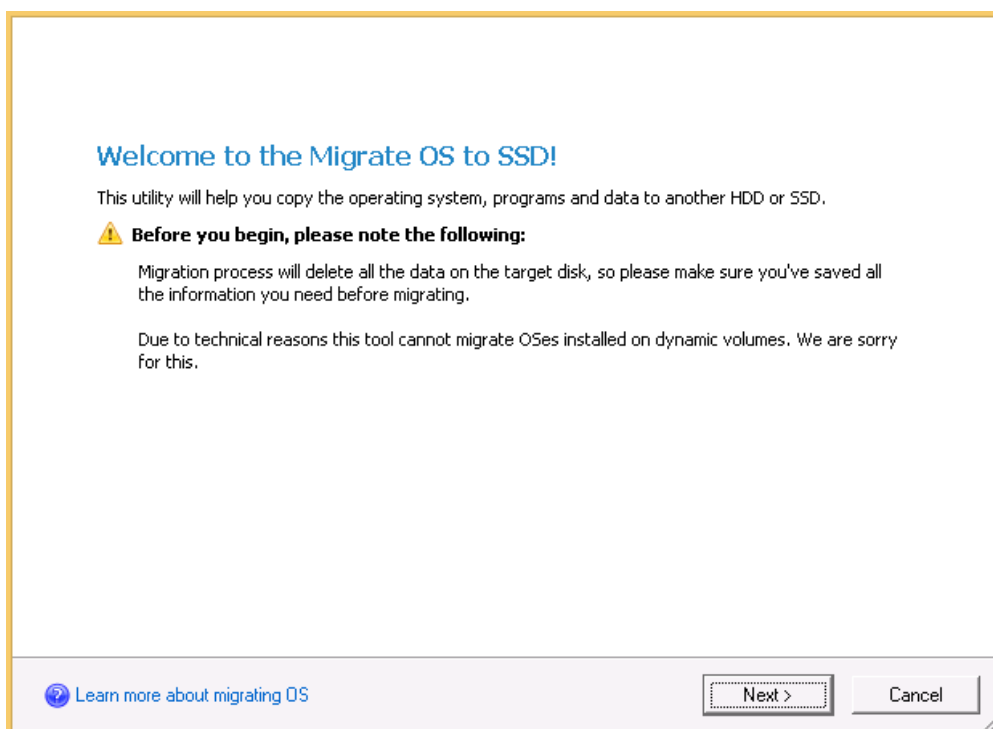 Welcome to the Migrate OS to SSD!
This utility will help you copy the operating system, programs and data to another HDD or SSD.
Before you begin, please note the following:
Migration process will delete all the data on the target disk, so please make sure you've saved all
the information you need before migrating.
Due to technical reasons this tool cannot migrate OSes installed on dynamic volumes. We are sorry
for this.
Learn more about migrating OS
Next >
Cancel